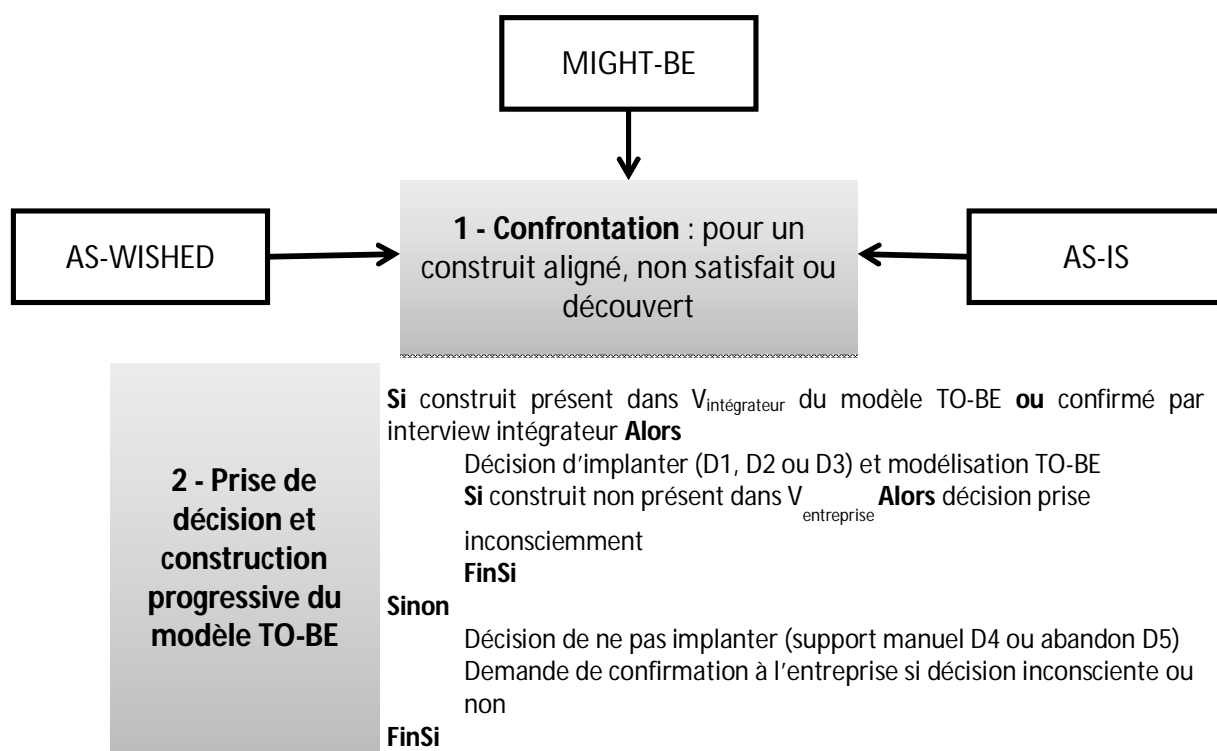 MIGHT-BE
AS-WISHED
1 - Confrontation : pour un
construit aligné, non satisfait ou
découvert
AS-IS
2 - Prise de
décision et
construction
progressive du
modèle TO-BE
Si construit présent dans Vintégrateur du modèle TO-BE ou confirmé par
interview intégrateur Alors
Décision d’implanter (D1, D2 ou D3) et modélisation TO-BE
Si construit non présent dans Ventreprise Alors décision prise
inconsciemment
FinSi
Sinon
Décision de ne pas implanter (support manuel D4 ou abandon D5)
Demande de confirmation à l’entreprise si décision inconsciente ou
non
FinSi